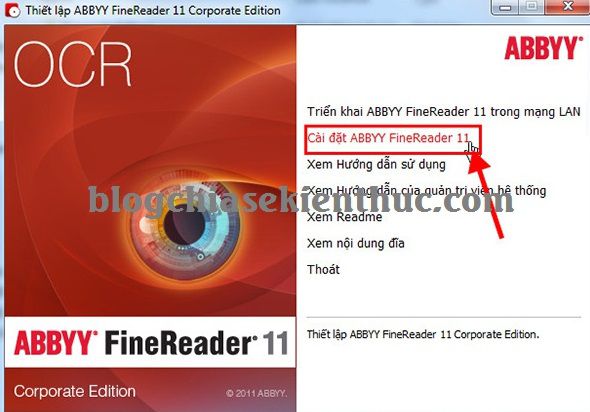 Thiết lập ABBYY FineReader 11 Corporate Edition
OCR
ABBYY
Triển khai ABBYY FineReader 11 trong mạng LAN
Cài đặt ABBYY FineReader 11
Xem Hướng dẫn sử dụng
Xem Hướng dẫn của quản trị viên hệ thống
blogchiasekienthuc.com
Xem Readme
Xem nội dung đĩa
Thoát
Thiết lập ABBYY FineReader 11 Corporate Edition.
ABBYY® FineReader® 11
Corporate Edition
© 2011 ABBYY.